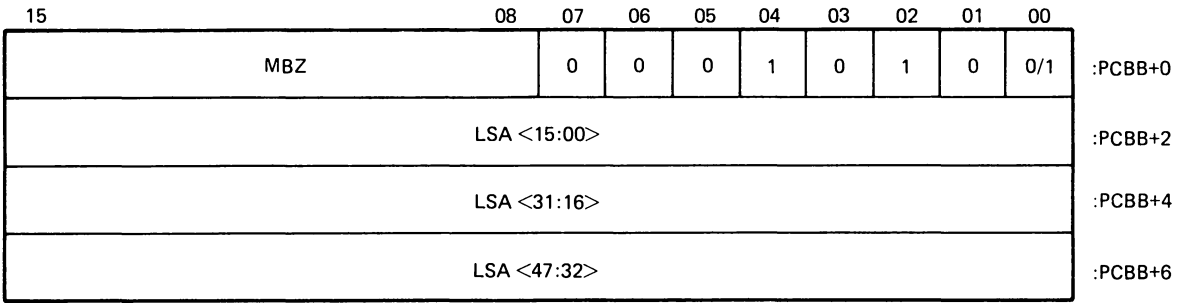 15 08 07 06 05 04 03 02 01 00
MBZ 0 0 0 1 0 1 0 0/1 :PCBB+0
LSA <15:00> :PCBB+2
LSA <31:16> :PCBB+4
LSA <47:32> :PCBB+6